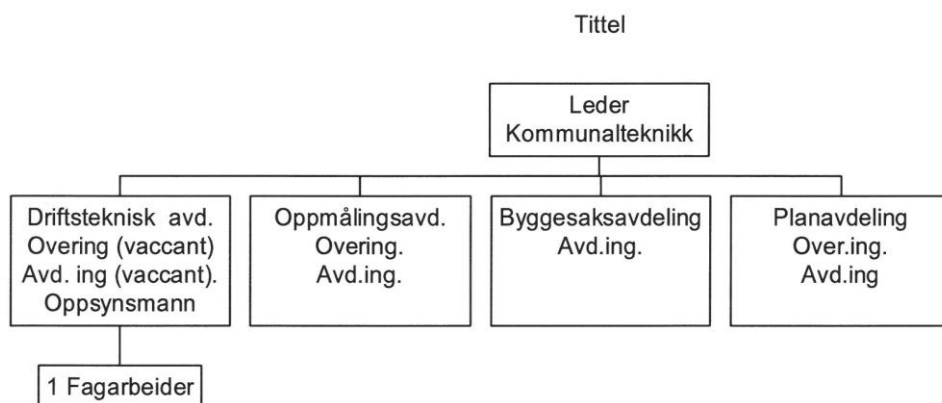 Tittel
Leder
Kommunalteknikk
Driftsteknisk avd.
Overing (vaccant)
Avd. ing (vaccant).
Oppsynsmann
Oppmålingsavd.
Overing.
Avd.ing.
Byggesaksavdeling
Avd.ing.
Planavdeling
Over.ing.
Avd.ing
1 Fagarbeider